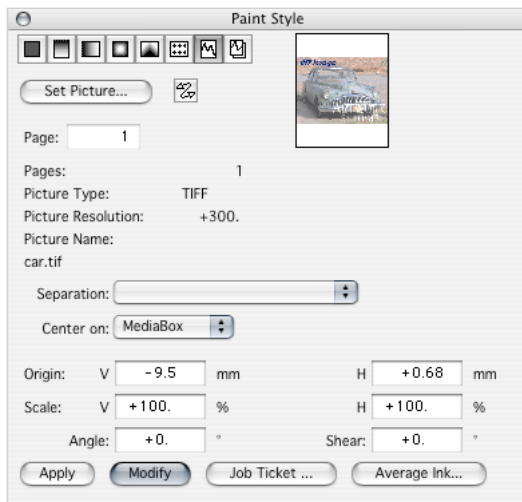 Paint Style
Set Picture...
Page: 1
Pages: 1
Picture Type: TIFF
Picture Resolution: +300.
Picture Name:
car.tif
Separation:
Center on: MediaBox
Origin: V -9.5 mm H +0.68 mm
Scale: V +100. % H +100. %
Angle: +0. ° Shear: +0. °
Apply Modify Job Ticket ... Average Ink...